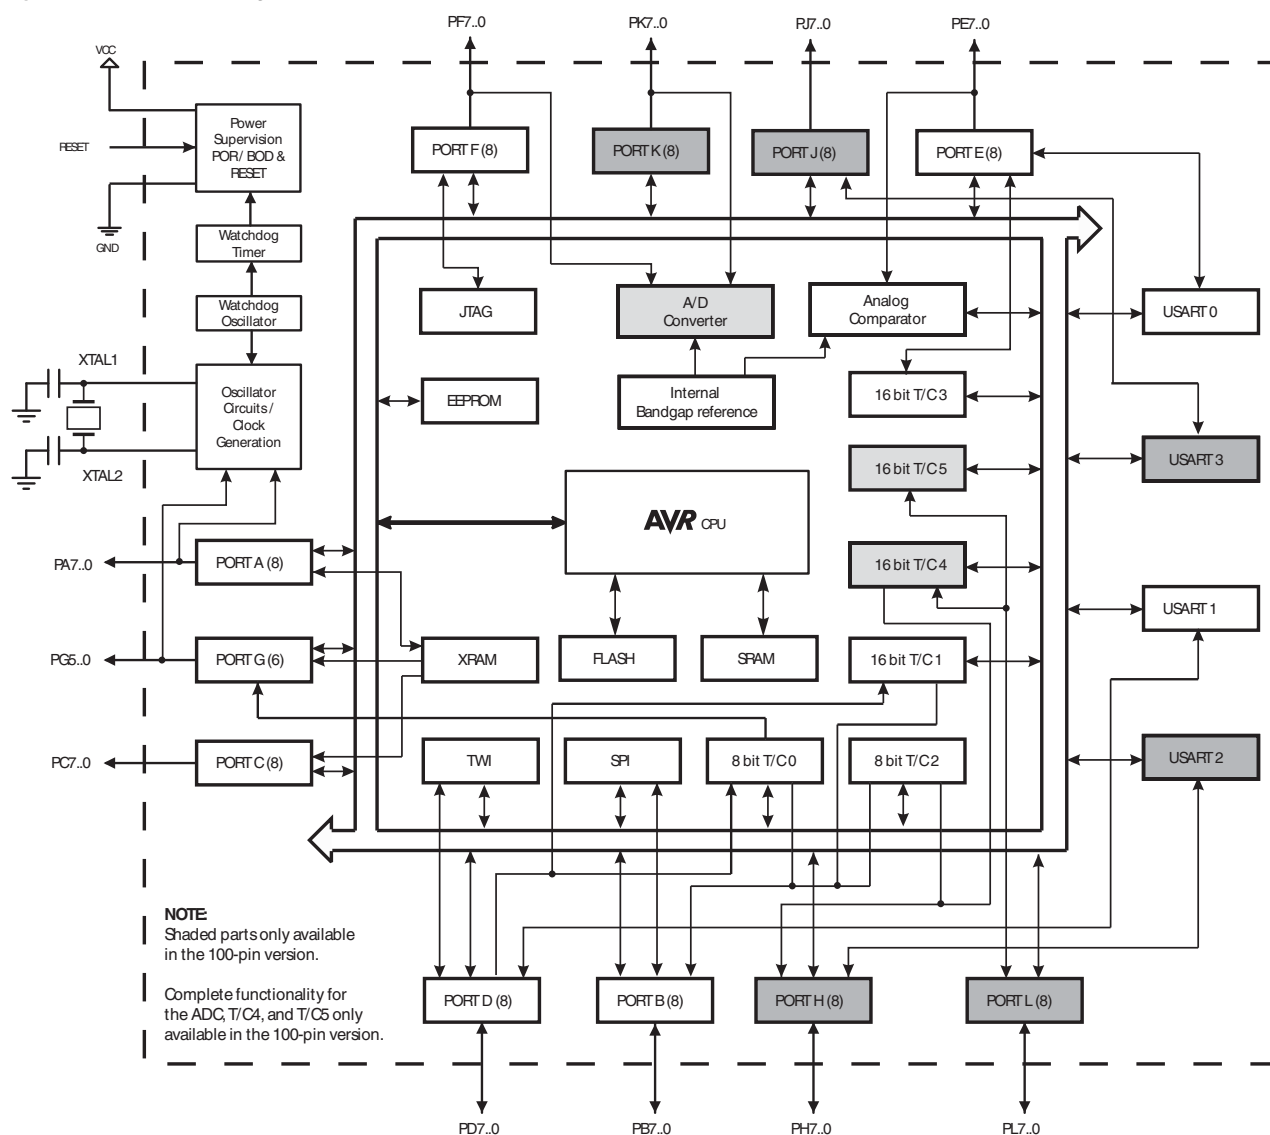 PF7..0
PK7..0
PJ7..0
PE7..0
VCC
RESET
GND
Power
Supervision
POR/ BOD &
RESET
PORT F (8)
PORT K (8)
PORT J (8)
PORT E (8)
Watchdog
Timer
Watchdog
Oscillator
JTAG
A/D
Converter
Analog
Comparator
USART 0
XTAL1
XTAL2
Oscillator
Circuits /
Clock
Generation
EEPROM
Internal
Bandgap reference
16 bit T/C 3
16 bit T/C 5
USART 3
AVR CPU
PA7..0
PORT A (8)
16 bit T/C 4
USART 1
PG5..0
PORT G (6)
XRAM
FLASH
SRAM
16 bit T/C 1
PC7..0
PORT C (8)
TWI
SPI
8 bit T/C 0
8 bit T/C 2
USART 2
NOTE:
Shaded parts only available
in the 100-pin version.
Complete functionality for
the ADC, T/C4, and T/C5 only
available in the 100-pin version.
PORT D (8)
PORT B (8)
PORT H (8)
PORT L (8)
PD7..0
PB7..0
PH7..0
PL7..0